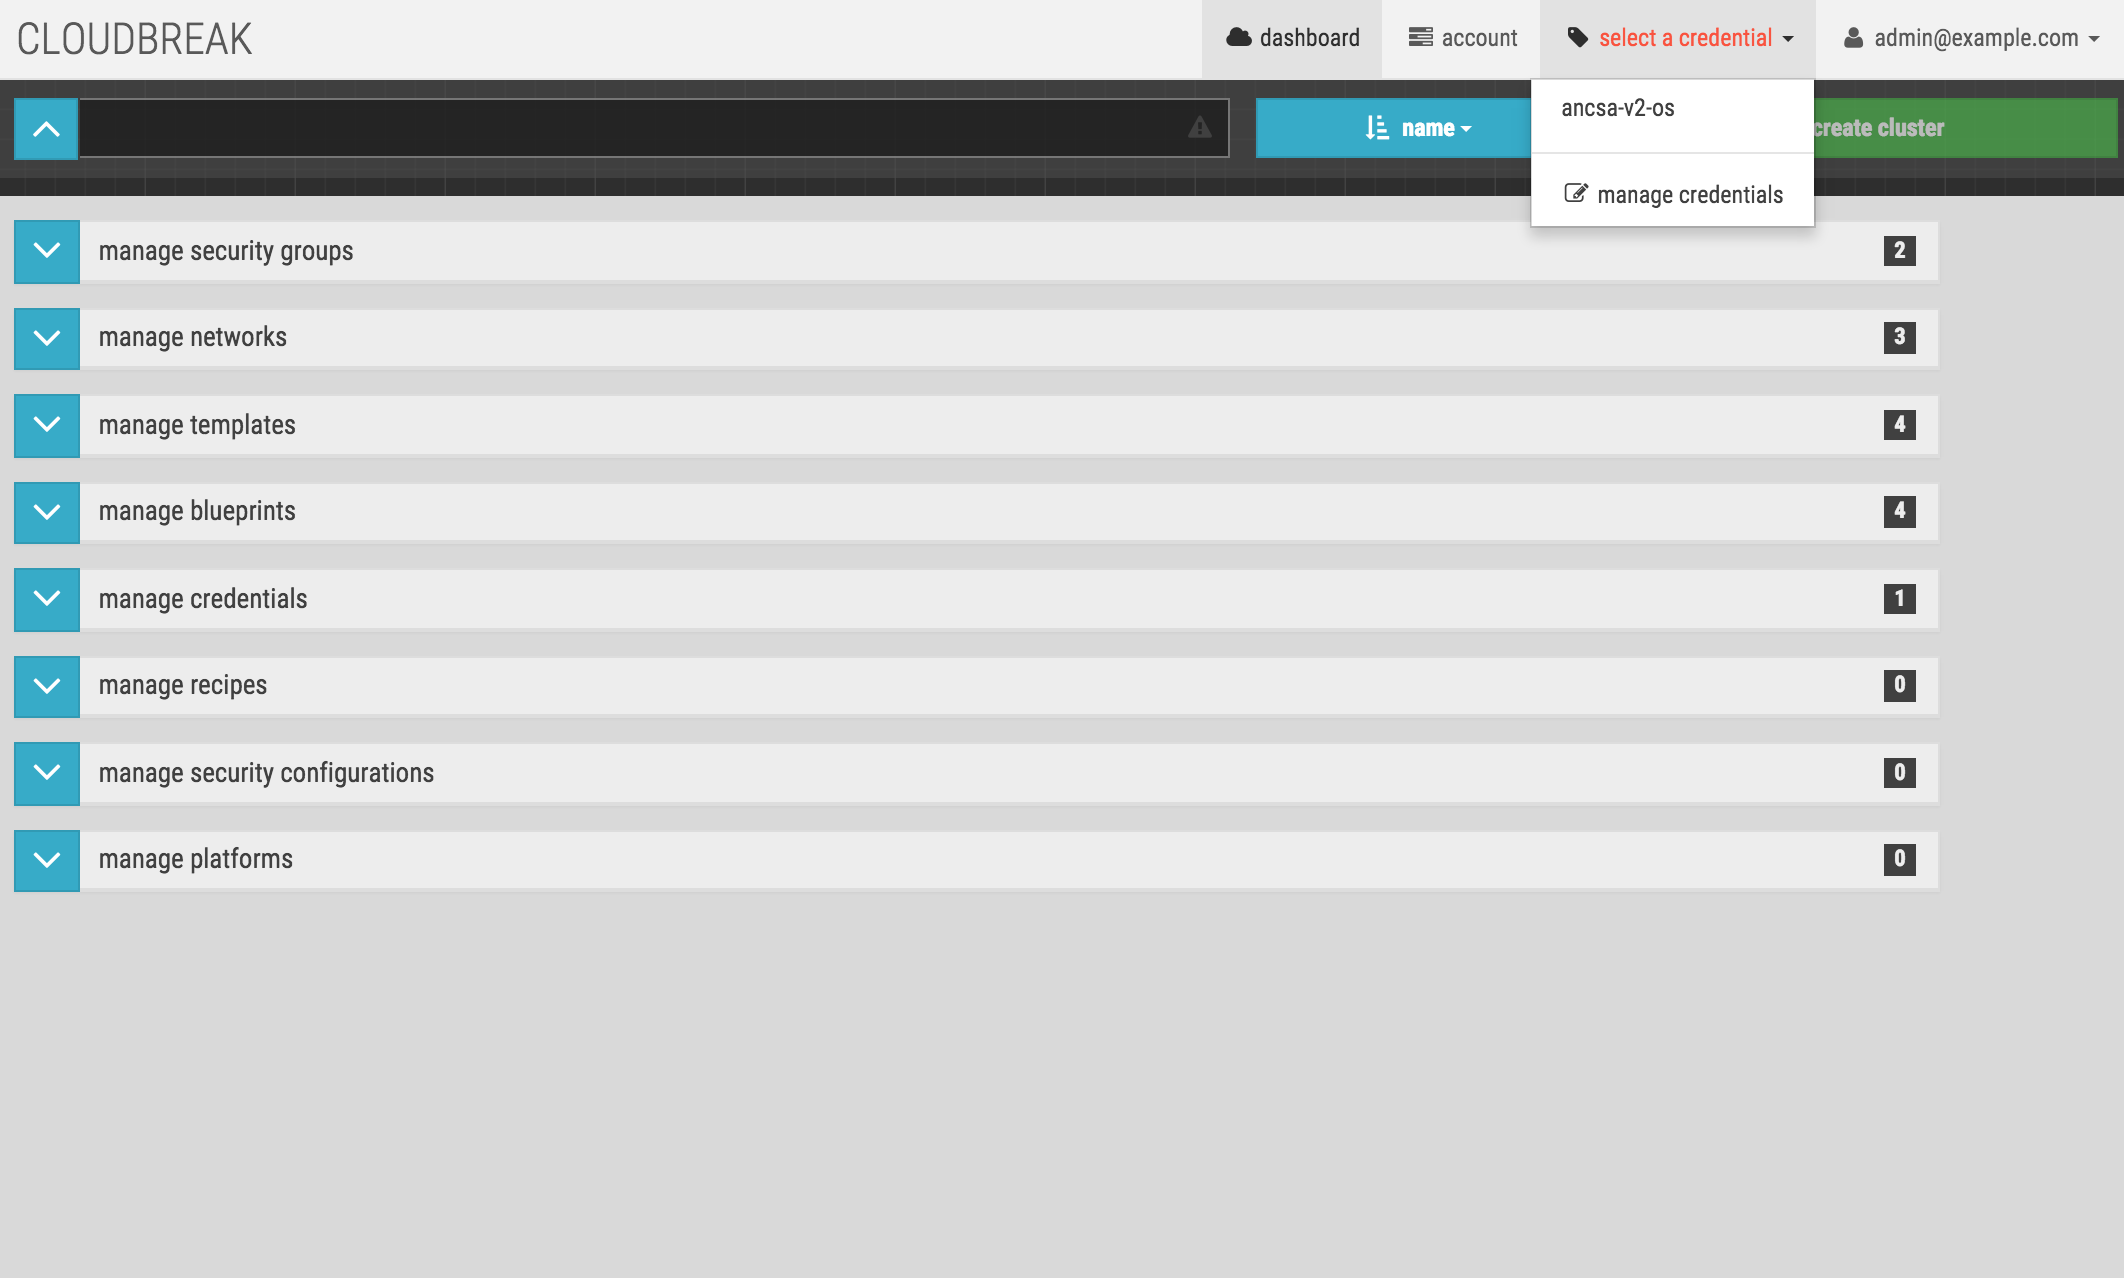 CLOUDBREAK
dashboard
account
select a credential
admin@example.com
name
ancsa-v2-os
manage credentials
create cluster
manage security groups 2
manage networks 3
manage templates 4
manage blueprints 4
manage credentials 1
manage recipes 0
manage security configurations 0
manage platforms 0